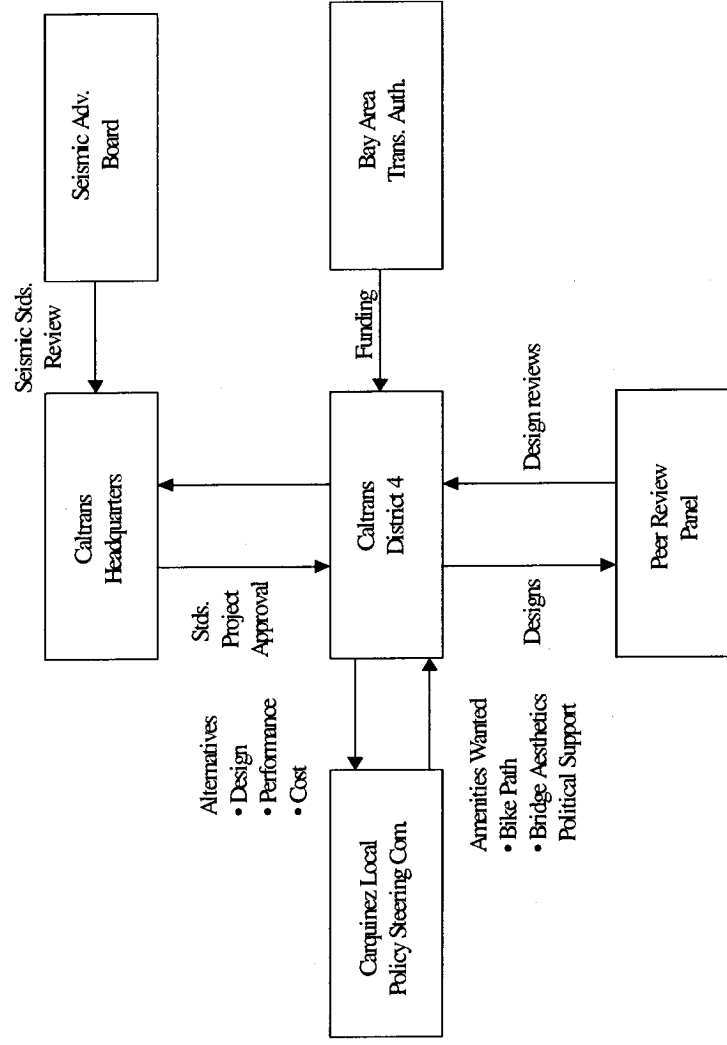 Seismic Adv.
Board
Seismic Stds.
Review
Caltrans
Headquarters
Bay Area
Trans. Auth.
Funding
Caltrans
District 4
Stds.
Project
Approval
Alternatives
• Design
• Performance
• Cost
Carquinez Local
Policy Steering Com.
Amenities Wanted
• Bike Path
• Bridge Aesthetics
Political Support
Designs
Design reviews
Peer Review
Panel